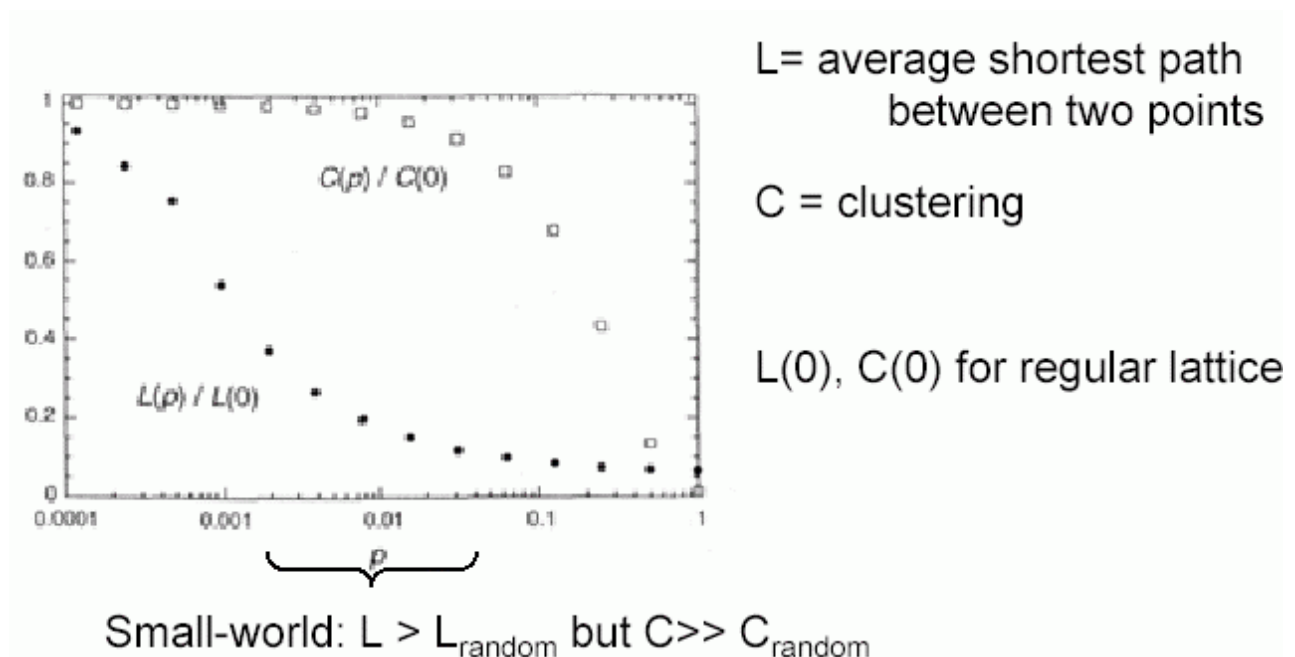 L= average shortest path
between two points
C = clustering
L(0), C(0) for regular lattice
1
0.8
0.6
0.4
0.2
0
C(p) / C(0)
L(p) / L(0)
0.0001 0.001 0.01 0.1 1
p
Small-world: L > Lrandom but C>> Crandom